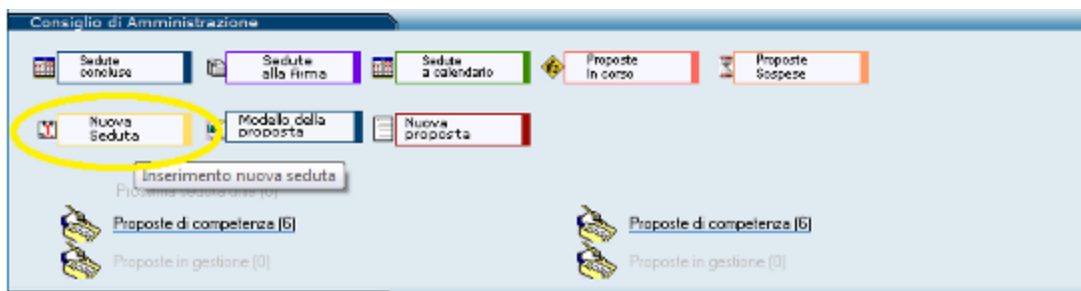 Consiglio di Amministrazione
Sedute
concluse
Sedute
alla firma
Sedute
a calendario
Proposte
In corso
Proposte
Sospese
Nuova
Seduta
Modello della
proposta
Nuova
proposta
Inserimento nuova seduta
Proposte di competenza (6)
Proposte di competenza (6)
Proposte in gestione (0)
Proposte in gestione (0)